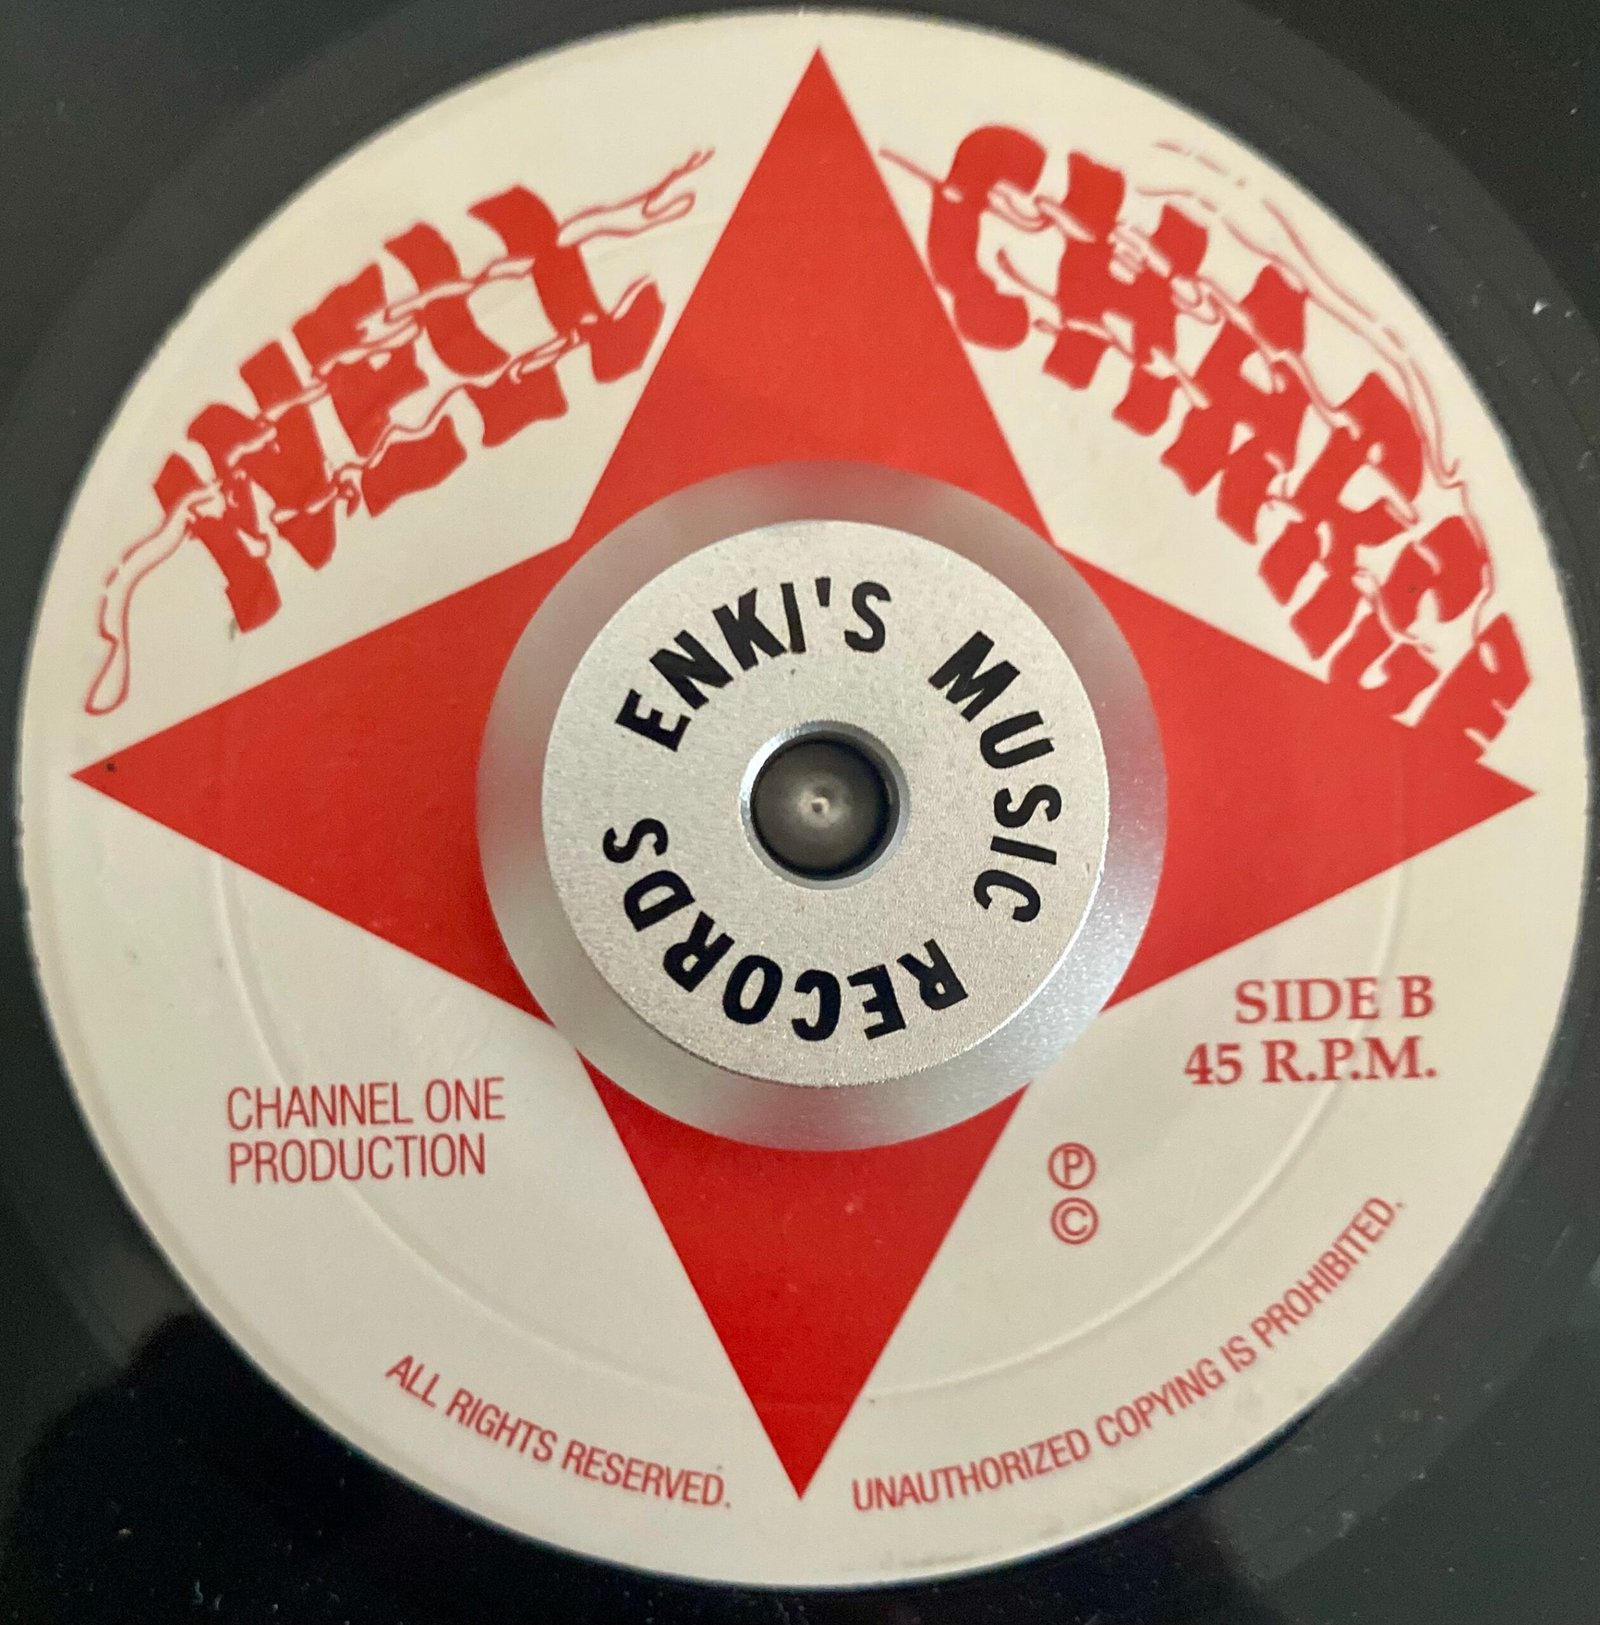 WELL CHARGE
ENKI'S MUSIC RECORDS
SIDE B
45 R.P.M.
CHANNEL ONE
PRODUCTION
Ⓟ
©
ALL RIGHTS RESERVED.
UNAUTHORIZED COPYING IS PROHIBITED.